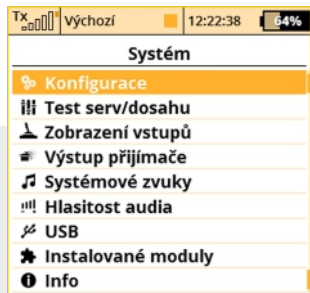 Tx Výchozí 12:22:38 64%
Systém
Konfigurace
Test serv/dosahu
Zobrazení vstupů
Výstup přijímače
Systémové zvuky
Hlasitost audia
USB
Instalované moduly
Info